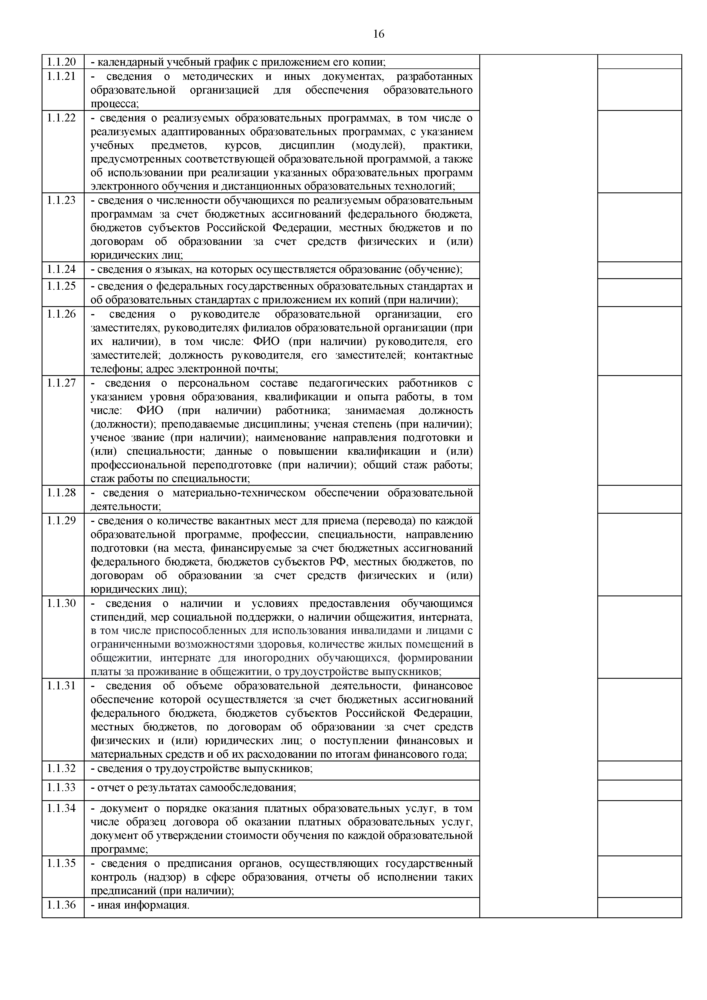 16
1.1.20 - календарный учебный график с приложением его копии;
1.1.21 - сведения о методических и иных документах, разработанных
образовательной организацией для обеспечения образовательного
процесса;
1.1.22 - сведения о реализуемых образовательных программах, в том числе о
реализуемых адаптированных образовательных программах, с указанием
учебных предметов, курсов, дисциплин (модулей), практики,
предусмотренных соответствующей образовательной программой, а также
об использовании при реализации указанных образовательных программ
электронного обучения и дистанционных образовательных технологий;
1.1.23 - сведения о численности обучающихся по реализуемым образовательным
программам за счет бюджетных ассигнований федерального бюджета,
бюджетов субъектов Российской Федерации, местных бюджетов и по
договорам об образовании за счет средств физических и (или)
юридических лиц;
1.1.24 - сведения о языках, на которых осуществляется образование (обучение);
1.1.25 - сведения о федеральных государственных образовательных стандартах и
об образовательных стандартах с приложением их копий (при наличии);
1.1.26 - сведения о руководителе образовательной организации, его
заместителях, руководителях филиалов образовательной организации (при
их наличии), в том числе: ФИО (при наличии) руководителя, его
заместителей; должность руководителя, его заместителей; контактные
телефоны; адрес электронной почты;
1.1.27 - сведения о персональном составе педагогических работников с
указанием уровня образования, квалификации и опыта работы, в том
числе: ФИО (при наличии) работника; занимаемая должность
(должности); преподаваемые дисциплины; ученая степень (при наличии);
ученое звание (при наличии); наименование направления подготовки и
(или) специальности; данные о повышении квалификации и (или)
профессиональной переподготовке (при наличии); общий стаж работы;
стаж работы по специальности;
1.1.28 - сведения о материально-техническом обеспечении образовательной
деятельности;
1.1.29 - сведения о количестве вакантных мест для приема (перевода) по каждой
образовательной программе, профессии, специальности, направлению
подготовки (на места, финансируемые за счет бюджетных ассигнований
федерального бюджета, бюджетов субъектов РФ, местных бюджетов, по
договорам об образовании за счет средств физических и (или)
юридических лиц);
1.1.30 - сведения о наличии и условиях предоставления обучающимся
стипендий, мер социальной поддержки, о наличии общежития, интерната,
в том числе приспособленных для использования инвалидами и лицами с
ограниченными возможностями здоровья, количестве жилых помещений в
общежитии, интернате для иногородних обучающихся, формировании
платы за проживание в общежитии, о трудоустройстве выпускников;
1.1.31 - сведения об объеме образовательной деятельности, финансовое
обеспечение которой осуществляется за счет бюджетных ассигнований
федерального бюджета, бюджетов субъектов Российской Федерации,
местных бюджетов, по договорам об образовании за счет средств
физических и (или) юридических лиц; о поступлении финансовых и
материальных средств и об их расходовании по итогам финансового года;
1.1.32 - сведения о трудоустройстве выпускников;
1.1.33 - отчет о результатах самообследования;
1.1.34 - документ о порядке оказания платных образовательных услуг, в том
числе образец договора об оказании платных образовательных услуг,
документ об утверждении стоимости обучения по каждой образовательной
программе;
1.1.35 - сведения о предписания органов, осуществляющих государственный
контроль (надзор) в сфере образования, отчеты об исполнении таких
предписаний (при наличии);
1.1.36 - иная информация.